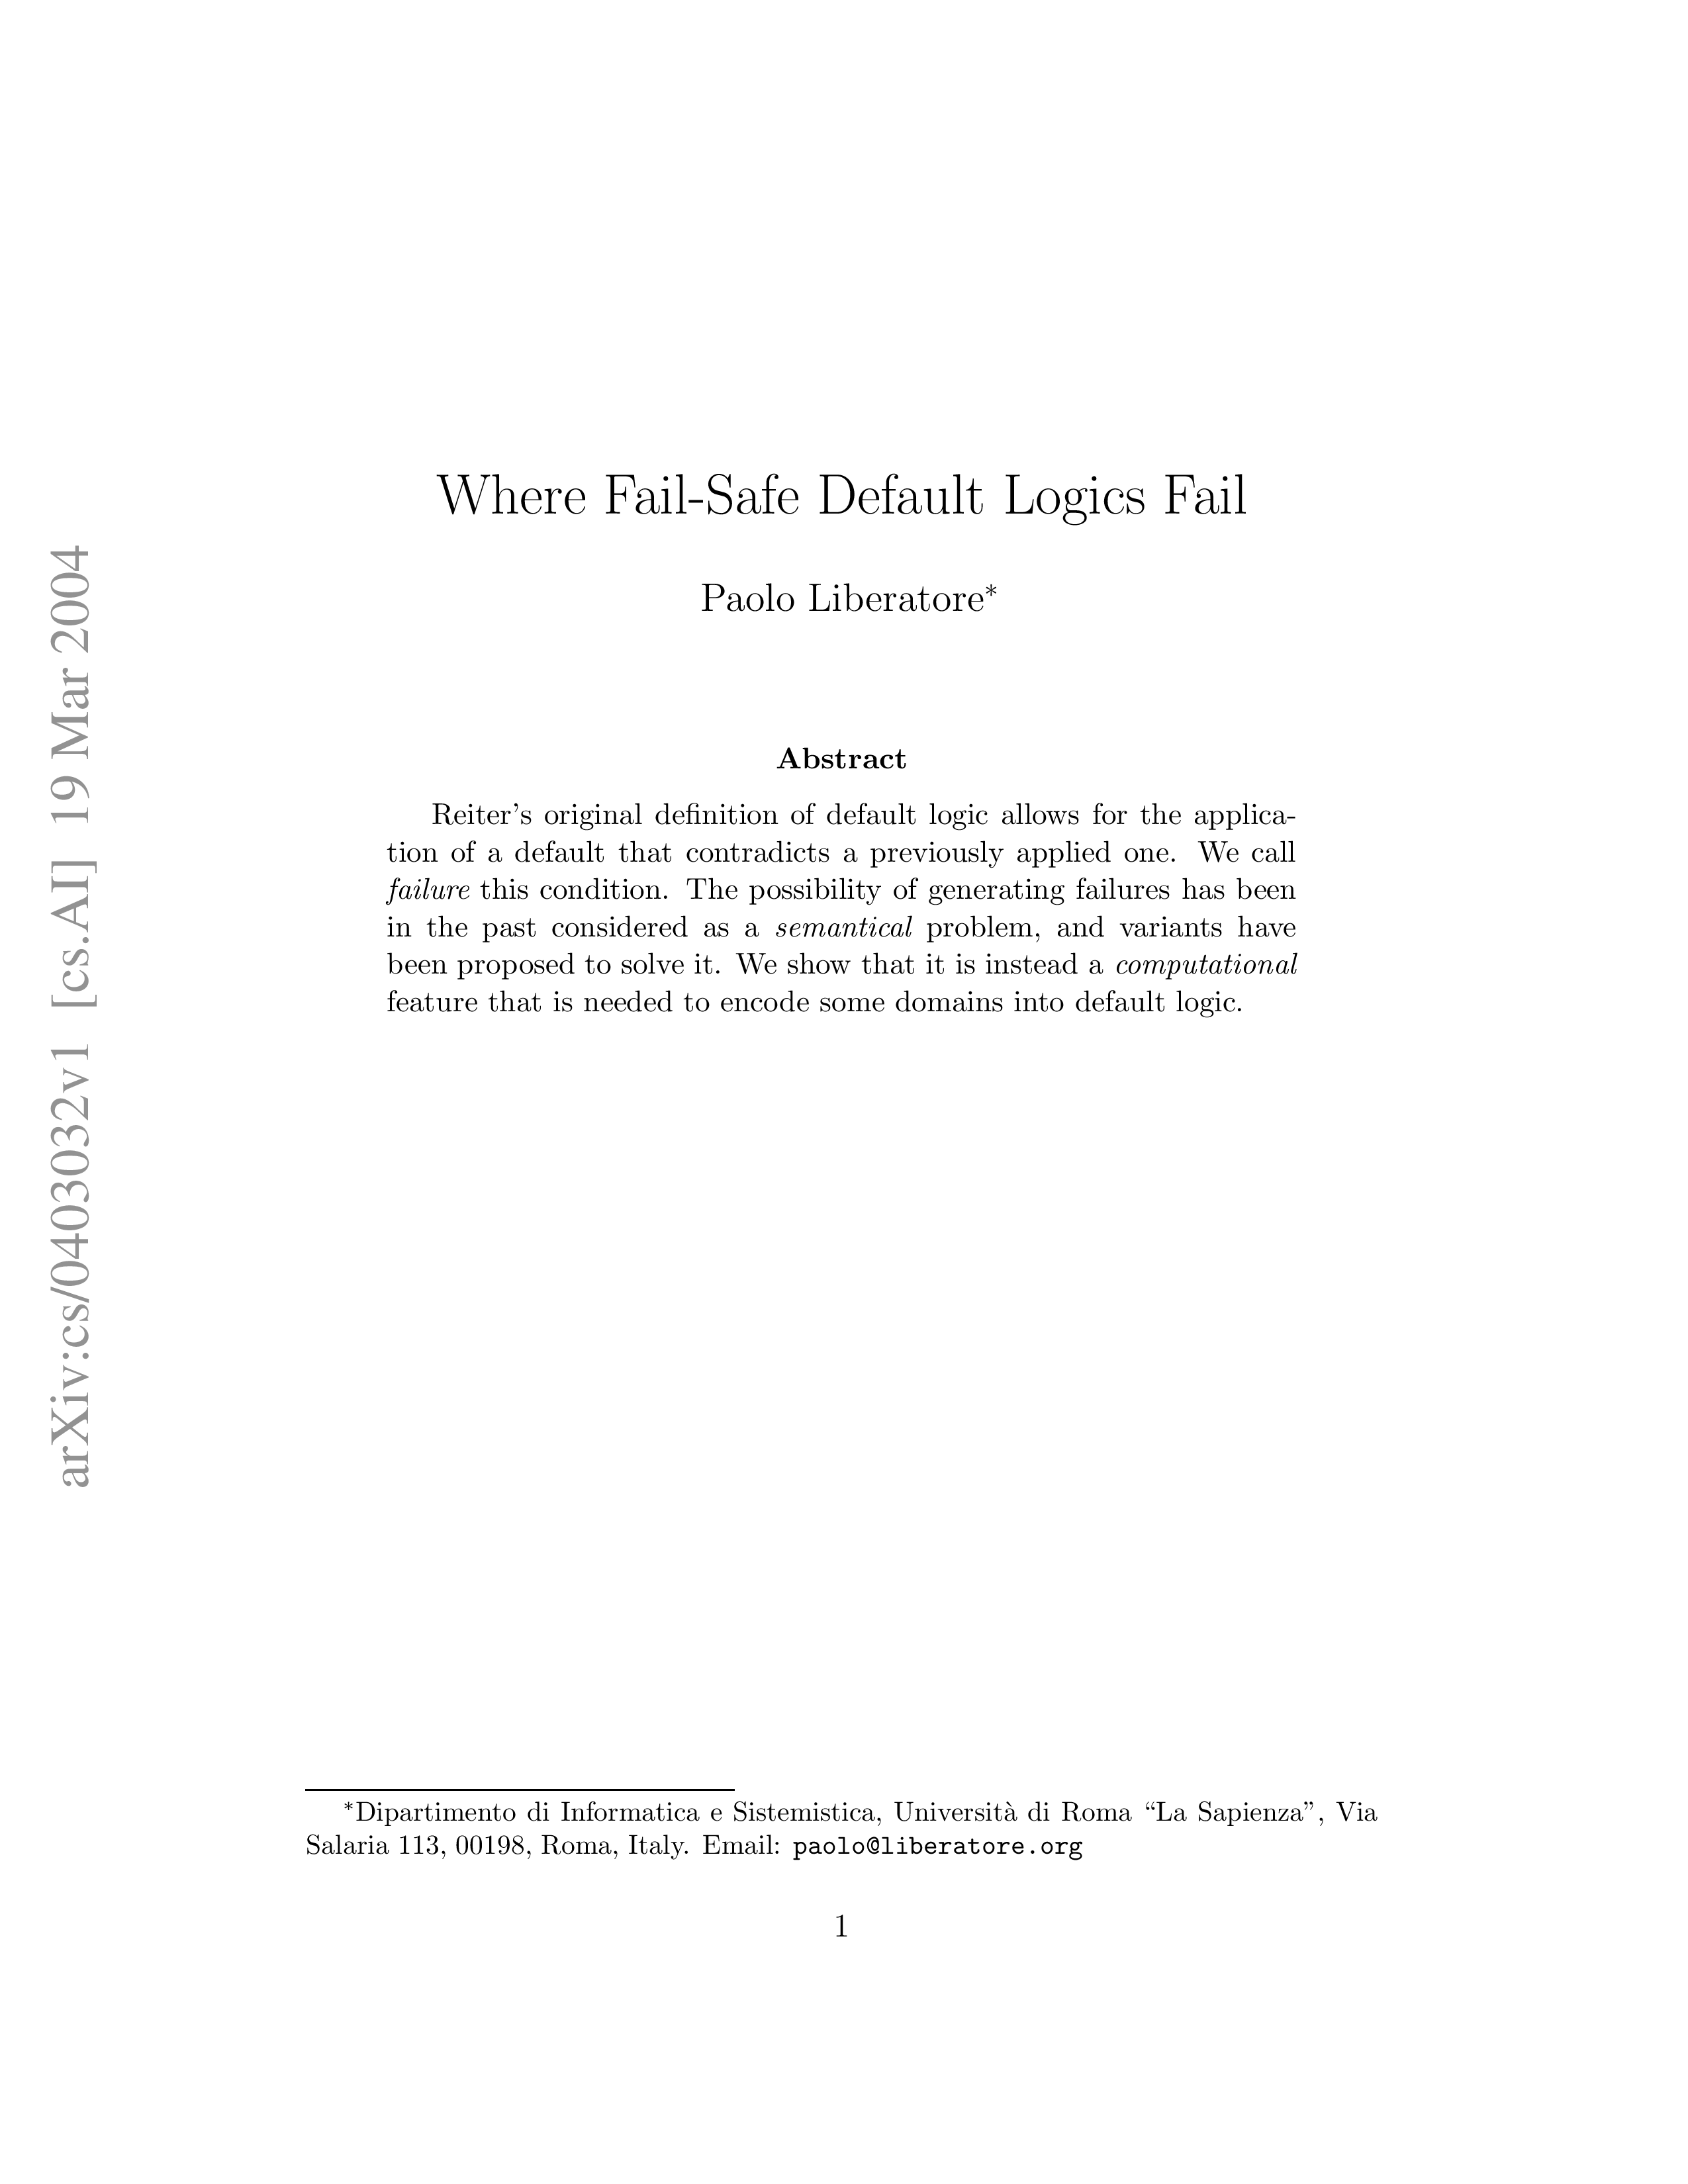 Where Fail-Safe Default Logics Fail
Paolo Liberatore*
Abstract
Reiter's original definition of default logic allows for the applica-
tion of a default that contradicts a previously applied one. We call
failure this condition. The possibility of generating failures has been
in the past considered as a semantical problem, and variants have
been proposed to solve it. We show that it is instead a computational
feature that is needed to encode some domains into default logic.
*Dipartimento di Informatica e Sistemistica, Università di Roma “La Sapienza”, Via
Salaria 113, 00198, Roma, Italy. Email: paolo@liberatore.org
1
arXiv:cs/0403032v1 [cs.AI] 19 Mar 2004